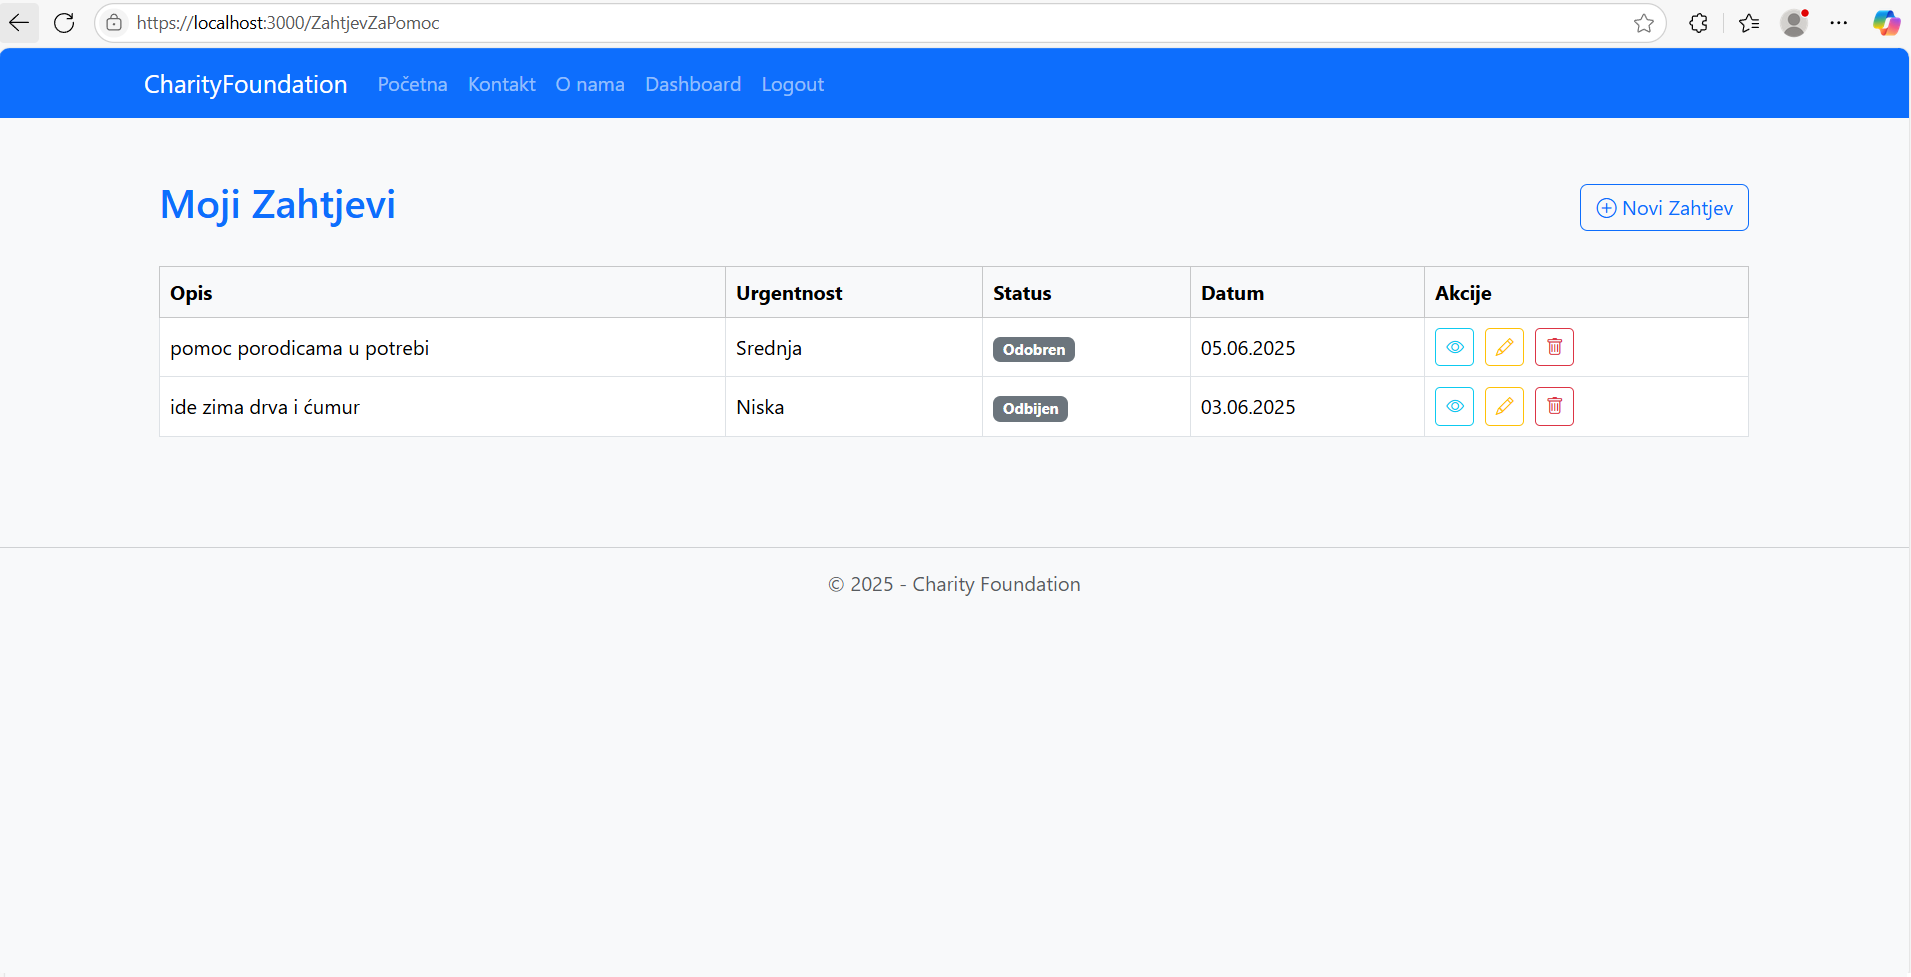 https://localhost:3000/ZahtjevZaPomoc
CharityFoundation Početna Kontakt O nama Dashboard Logout
Moji Zahtjevi
Novi Zahtjev
Opis Urgentnost Status Datum Akcije
pomoc porodicama u potrebi Srednja Odobren 05.06.2025
ide zima drva i ćumur Niska Odbijen 03.06.2025
© 2025 - Charity Foundation